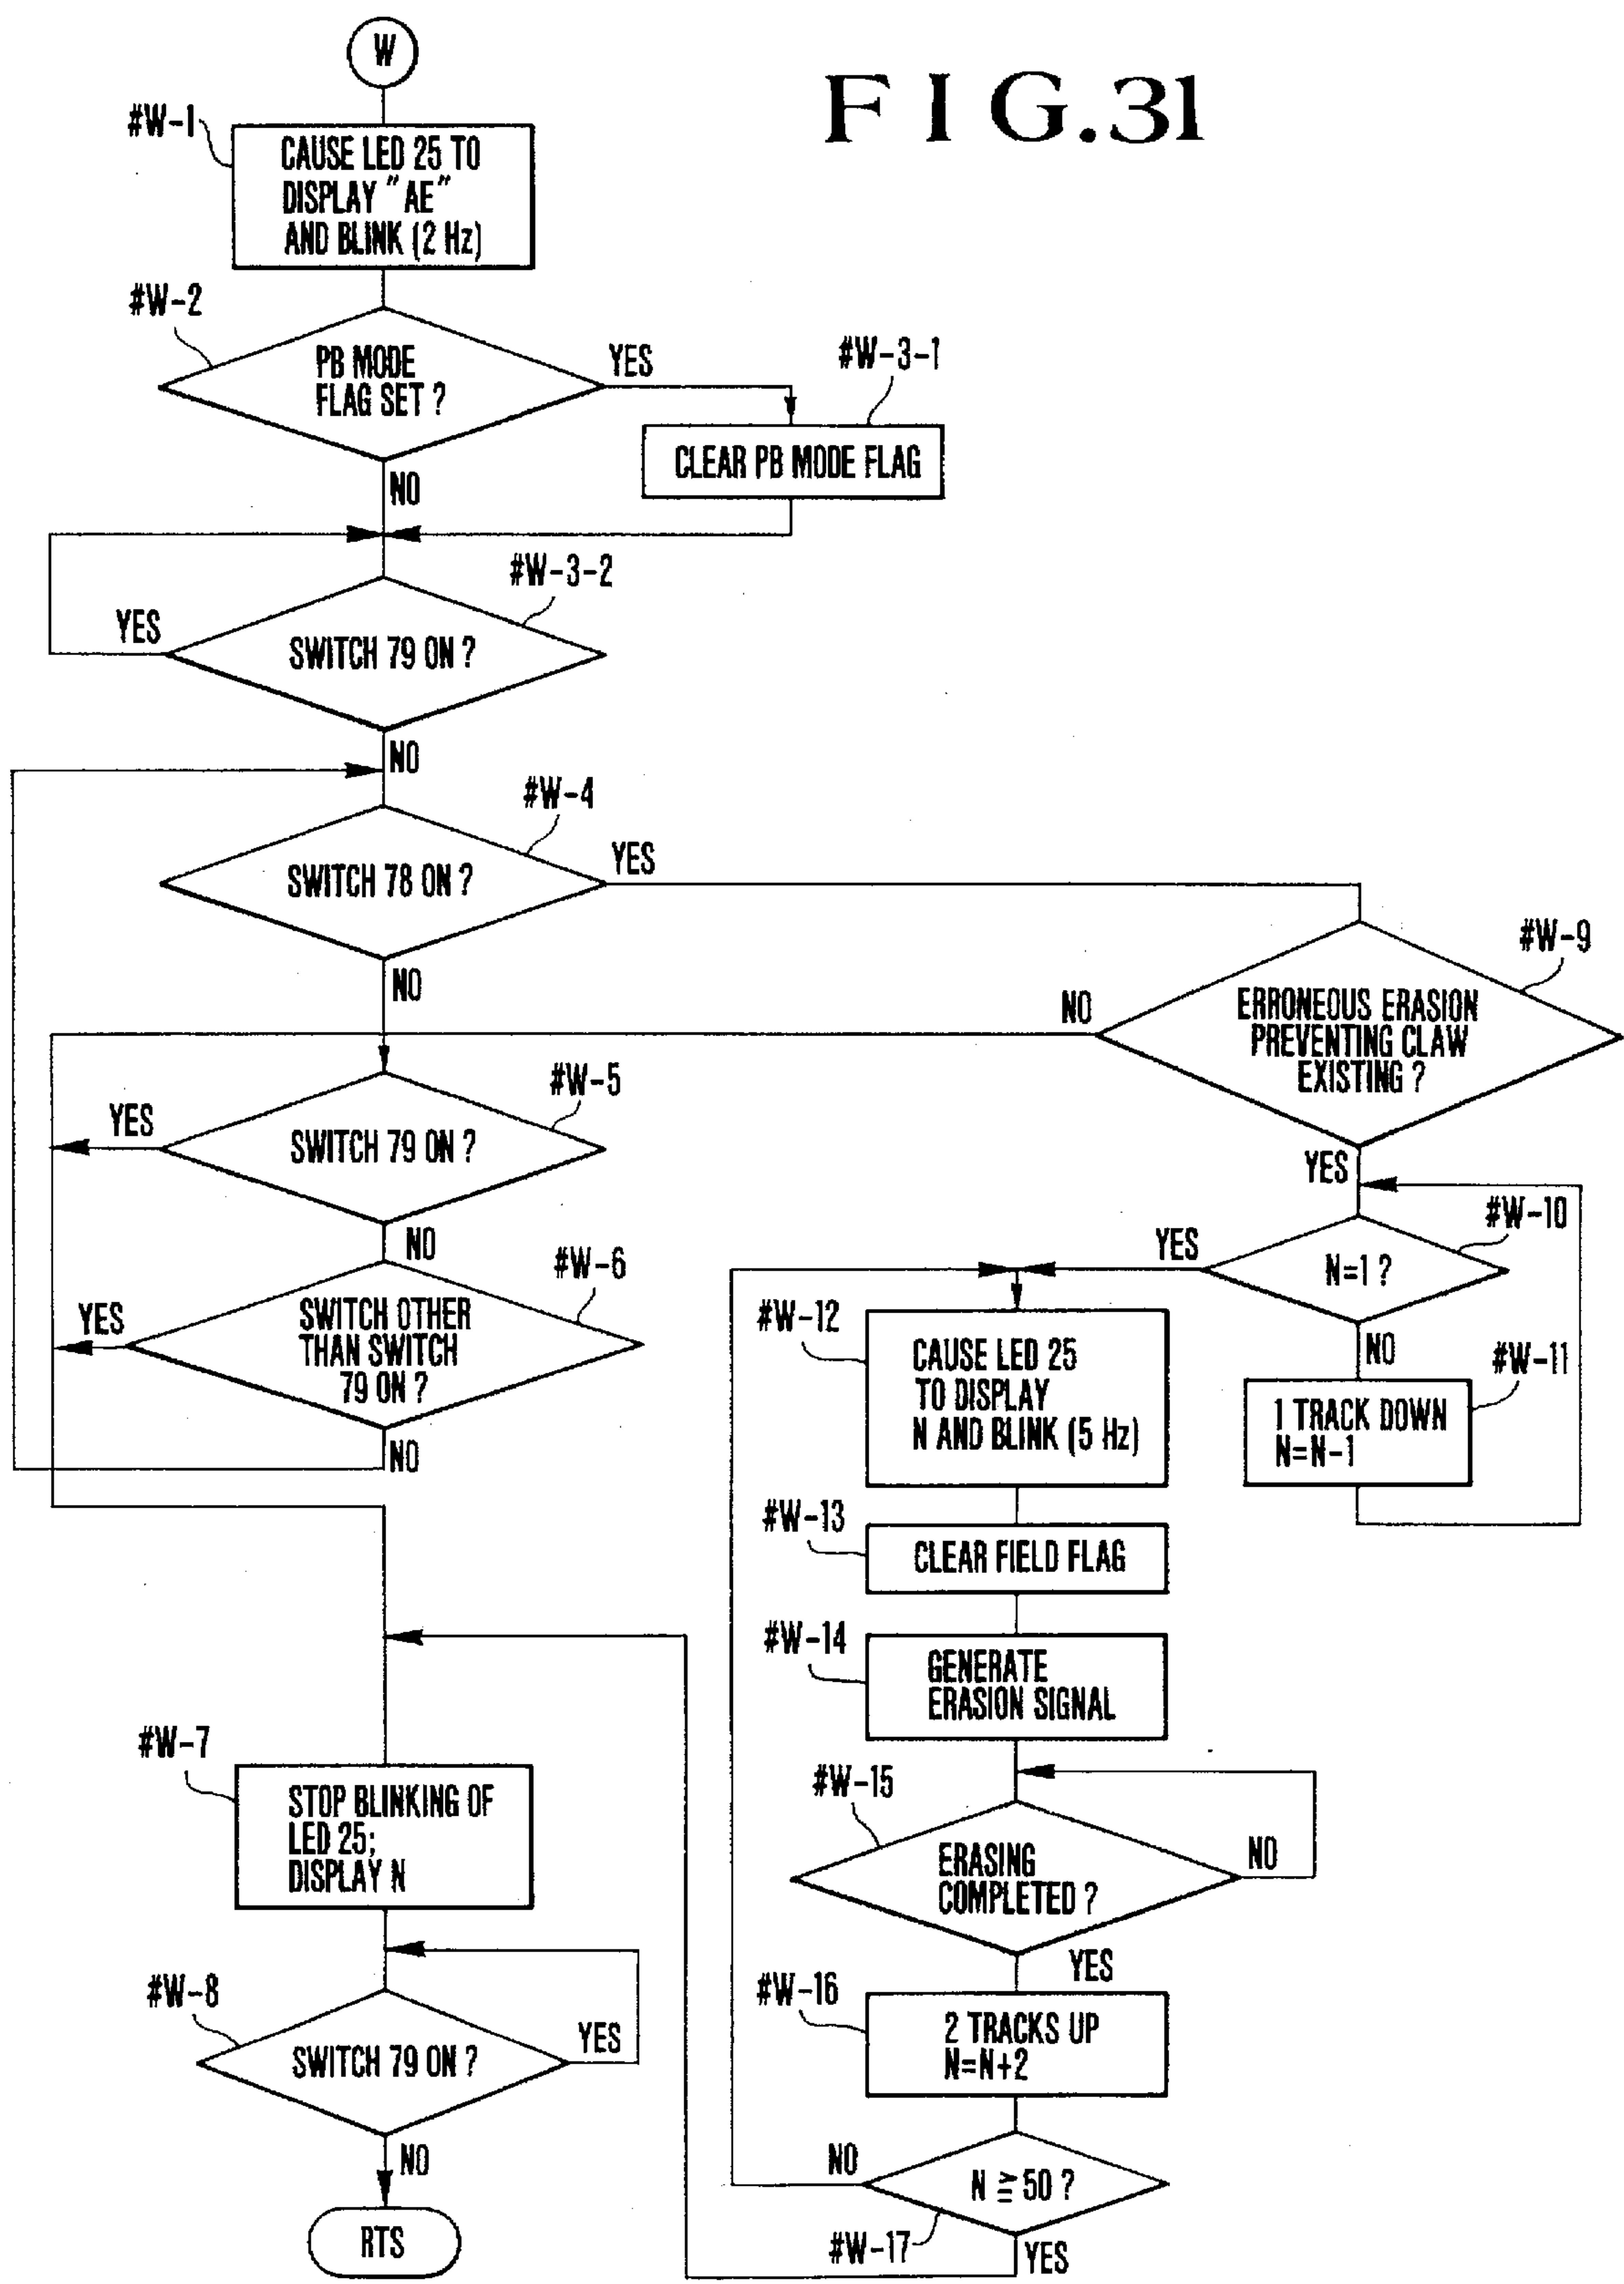 FIG.31
W
#W-1
CAUSE LED 25 TO
DISPLAY "AE"
AND BLINK (2 Hz)
#W-2
PB MODE
FLAG SET ?
YES
NO
#W-3-1
CLEAR PB MODE FLAG
#W-3-2
YES
SWITCH 79 ON ?
NO
#W-4
SWITCH 78 ON ?
YES
NO
#W-9
NO
ERRONEOUS ERASION
PREVENTING CLAW
EXISTING ?
YES
#W-5
YES
SWITCH 79 ON ?
NO
#W-6
YES
SWITCH OTHER
THAN SWITCH
79 ON ?
NO
#W-10
YES
N=1 ?
NO
#W-11
1 TRACK DOWN
N=N-1
#W-12
CAUSE LED 25
TO DISPLAY
N AND BLINK (5 Hz)
#W-13
CLEAR FIELD FLAG
#W-14
GENERATE
ERASION SIGNAL
#W-15
ERASING
COMPLETED ?
NO
YES
#W-16
2 TRACKS UP
N=N+2
NO
N ≧ 50 ?
#W-17
YES
#W-7
STOP BLINKING OF
LED 25;
DISPLAY N
#W-8
SWITCH 79 ON ?
YES
NO
RTS